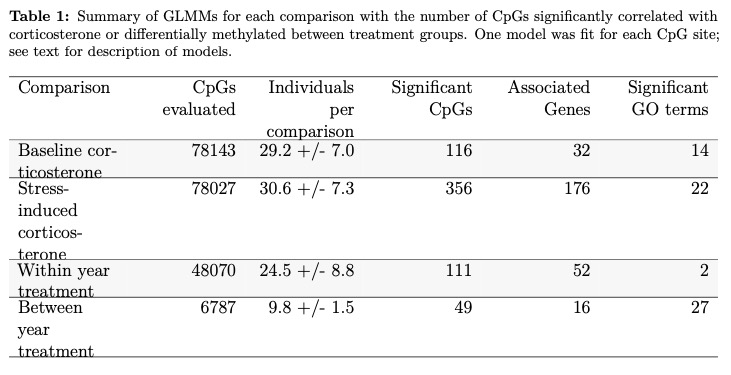 Table 1: Summary of GLMMs for each comparison with the number of CpGs significantly correlated with
corticosterone or differentially methylated between treatment groups. One model was fit for each CpG site;
see text for description of models.
Comparison CpGs Individuals Significant Associated Significant
evaluated per CpGs Genes GO terms
comparison
Baseline cor- 78143 29.2 +/- 7.0 116 32 14
ticosterone
Stress- 78027 30.6 +/- 7.3 356 176 22
induced
corticos-
terone
Within year 48070 24.5 +/- 8.8 111 52 2
treatment
Between 6787 9.8 +/- 1.5 49 16 27
year
treatment